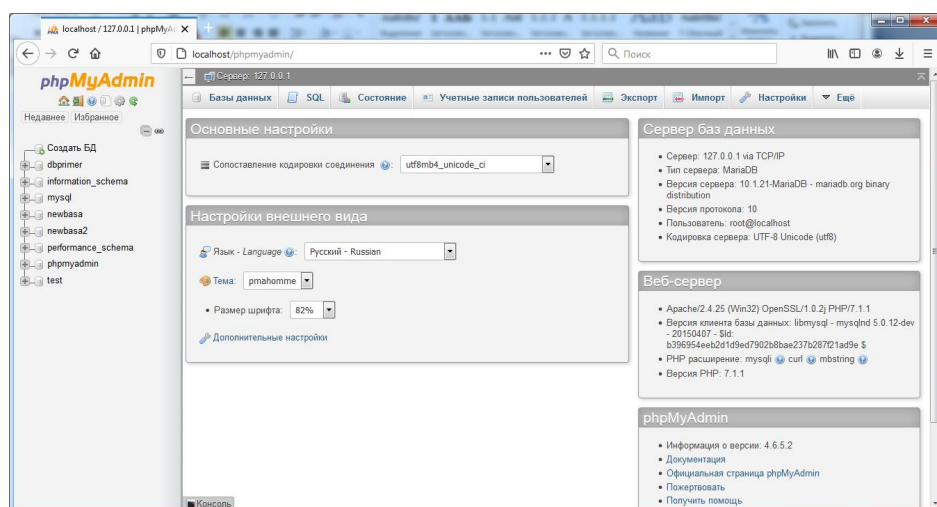 localhost / 127.0.0.1 | phpMyAd
localhost/phpmyadmin/
Поиск
phpMyAdmin
Недавнее Избранное
Создать БД
dbprimer
information_schema
mysql
newbasa
newbasa2
performance_schema
phpmyadmin
test
Сервер: 127.0.0.1
Базы данных SQL Состояние Учетные записи пользователей Экспорт Импорт Настройки Ещё
Основные настройки
Сопоставление кодировки соединения : utf8mb4_unicode_ci
Настройки внешнего вида
Язык - Language : Русский - Russian
Тема: pmahomme
• Размер шрифта: 82%
Дополнительные настройки
Консоль
Сервер баз данных
• Сервер: 127.0.0.1 via TCP/IP
• Тип сервера: MariaDB
• Версия сервера: 10.1.21-MariaDB - mariadb.org binary
distribution
• Версия протокола: 10
• Пользователь: root@localhost
• Кодировка сервера: UTF-8 Unicode (utf8)
Веб-сервер
• Apache/2.4.25 (Win32) OpenSSL/1.0.2j PHP/7.1.1
• Версия клиента базы данных: libmysql - mysqlnd 5.0.12-dev
- 20150407 - $Id:
b396954eeb2d1d9ed7902b8bae237b287f21ad9e $
• PHP расширение: mysqli curl mbstring
• Версия PHP: 7.1.1
phpMyAdmin
• Информация о версии: 4.6.5.2
• Документация
• Официальная страница phpMyAdmin
• Пожертвовать
• Получить помощь